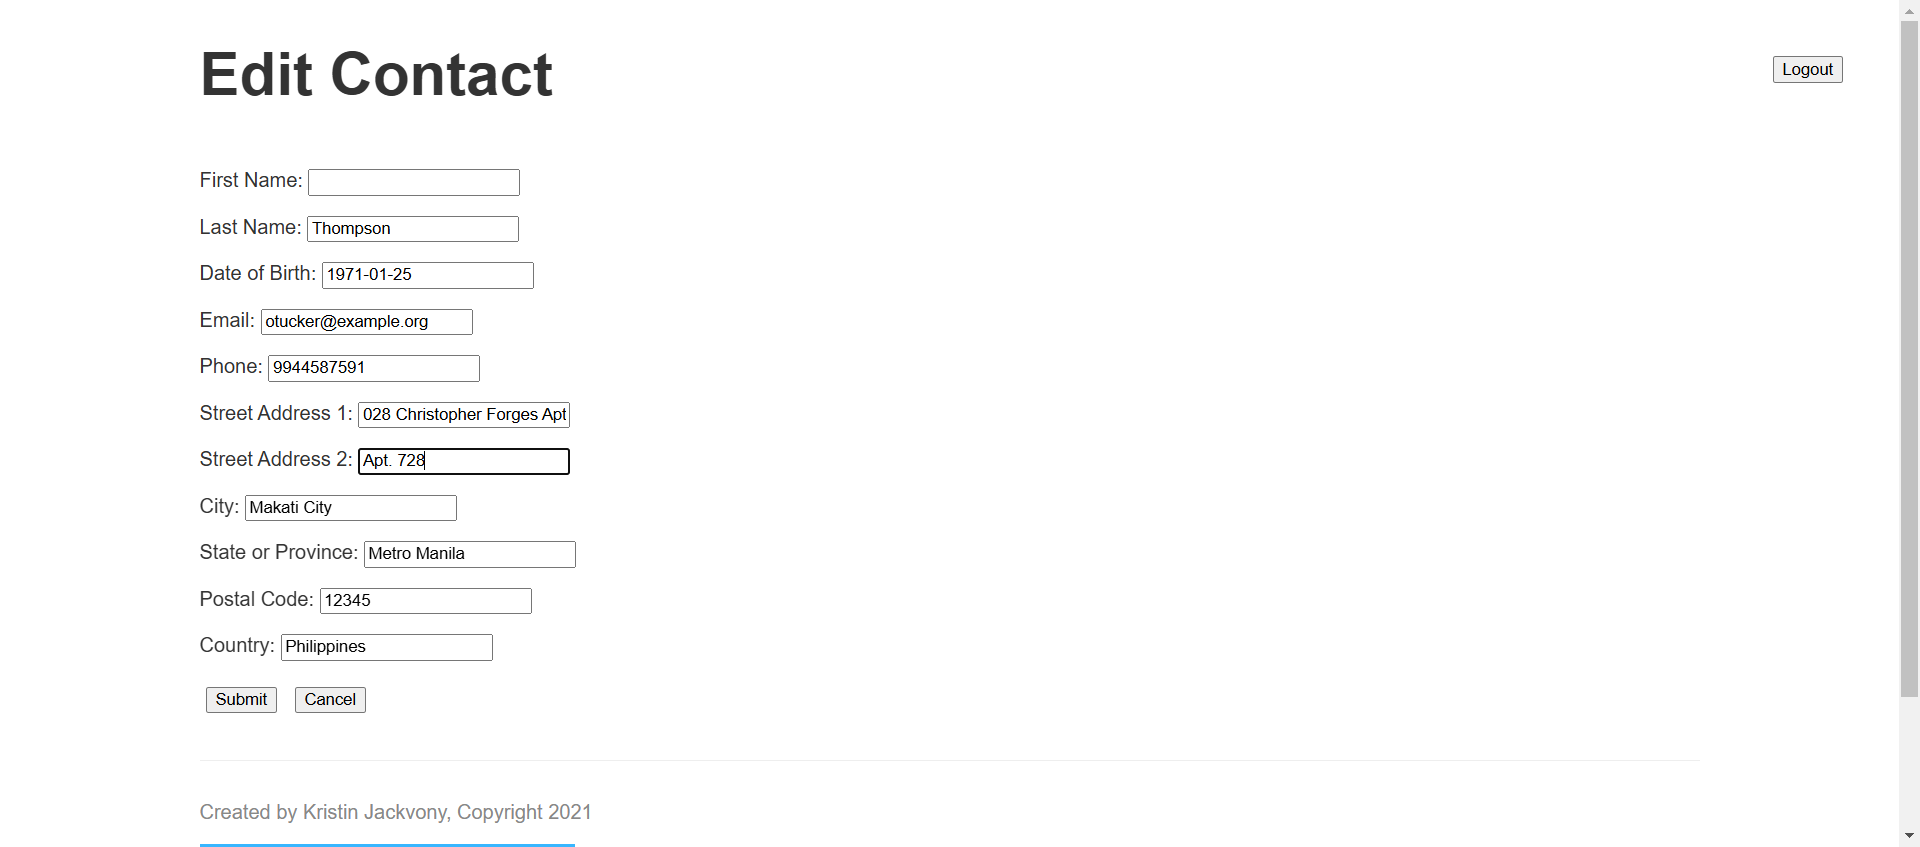 Edit Contact
Logout
First Name:
Last Name: Thompson
Date of Birth: 1971-01-25
Email: otucker@example.org
Phone: 9944587591
Street Address 1: 028 Christopher Forges Apt
Street Address 2: Apt. 728
City: Makati City
State or Province: Metro Manila
Postal Code: 12345
Country: Philippines
Submit Cancel
Created by Kristin Jackvony, Copyright 2021